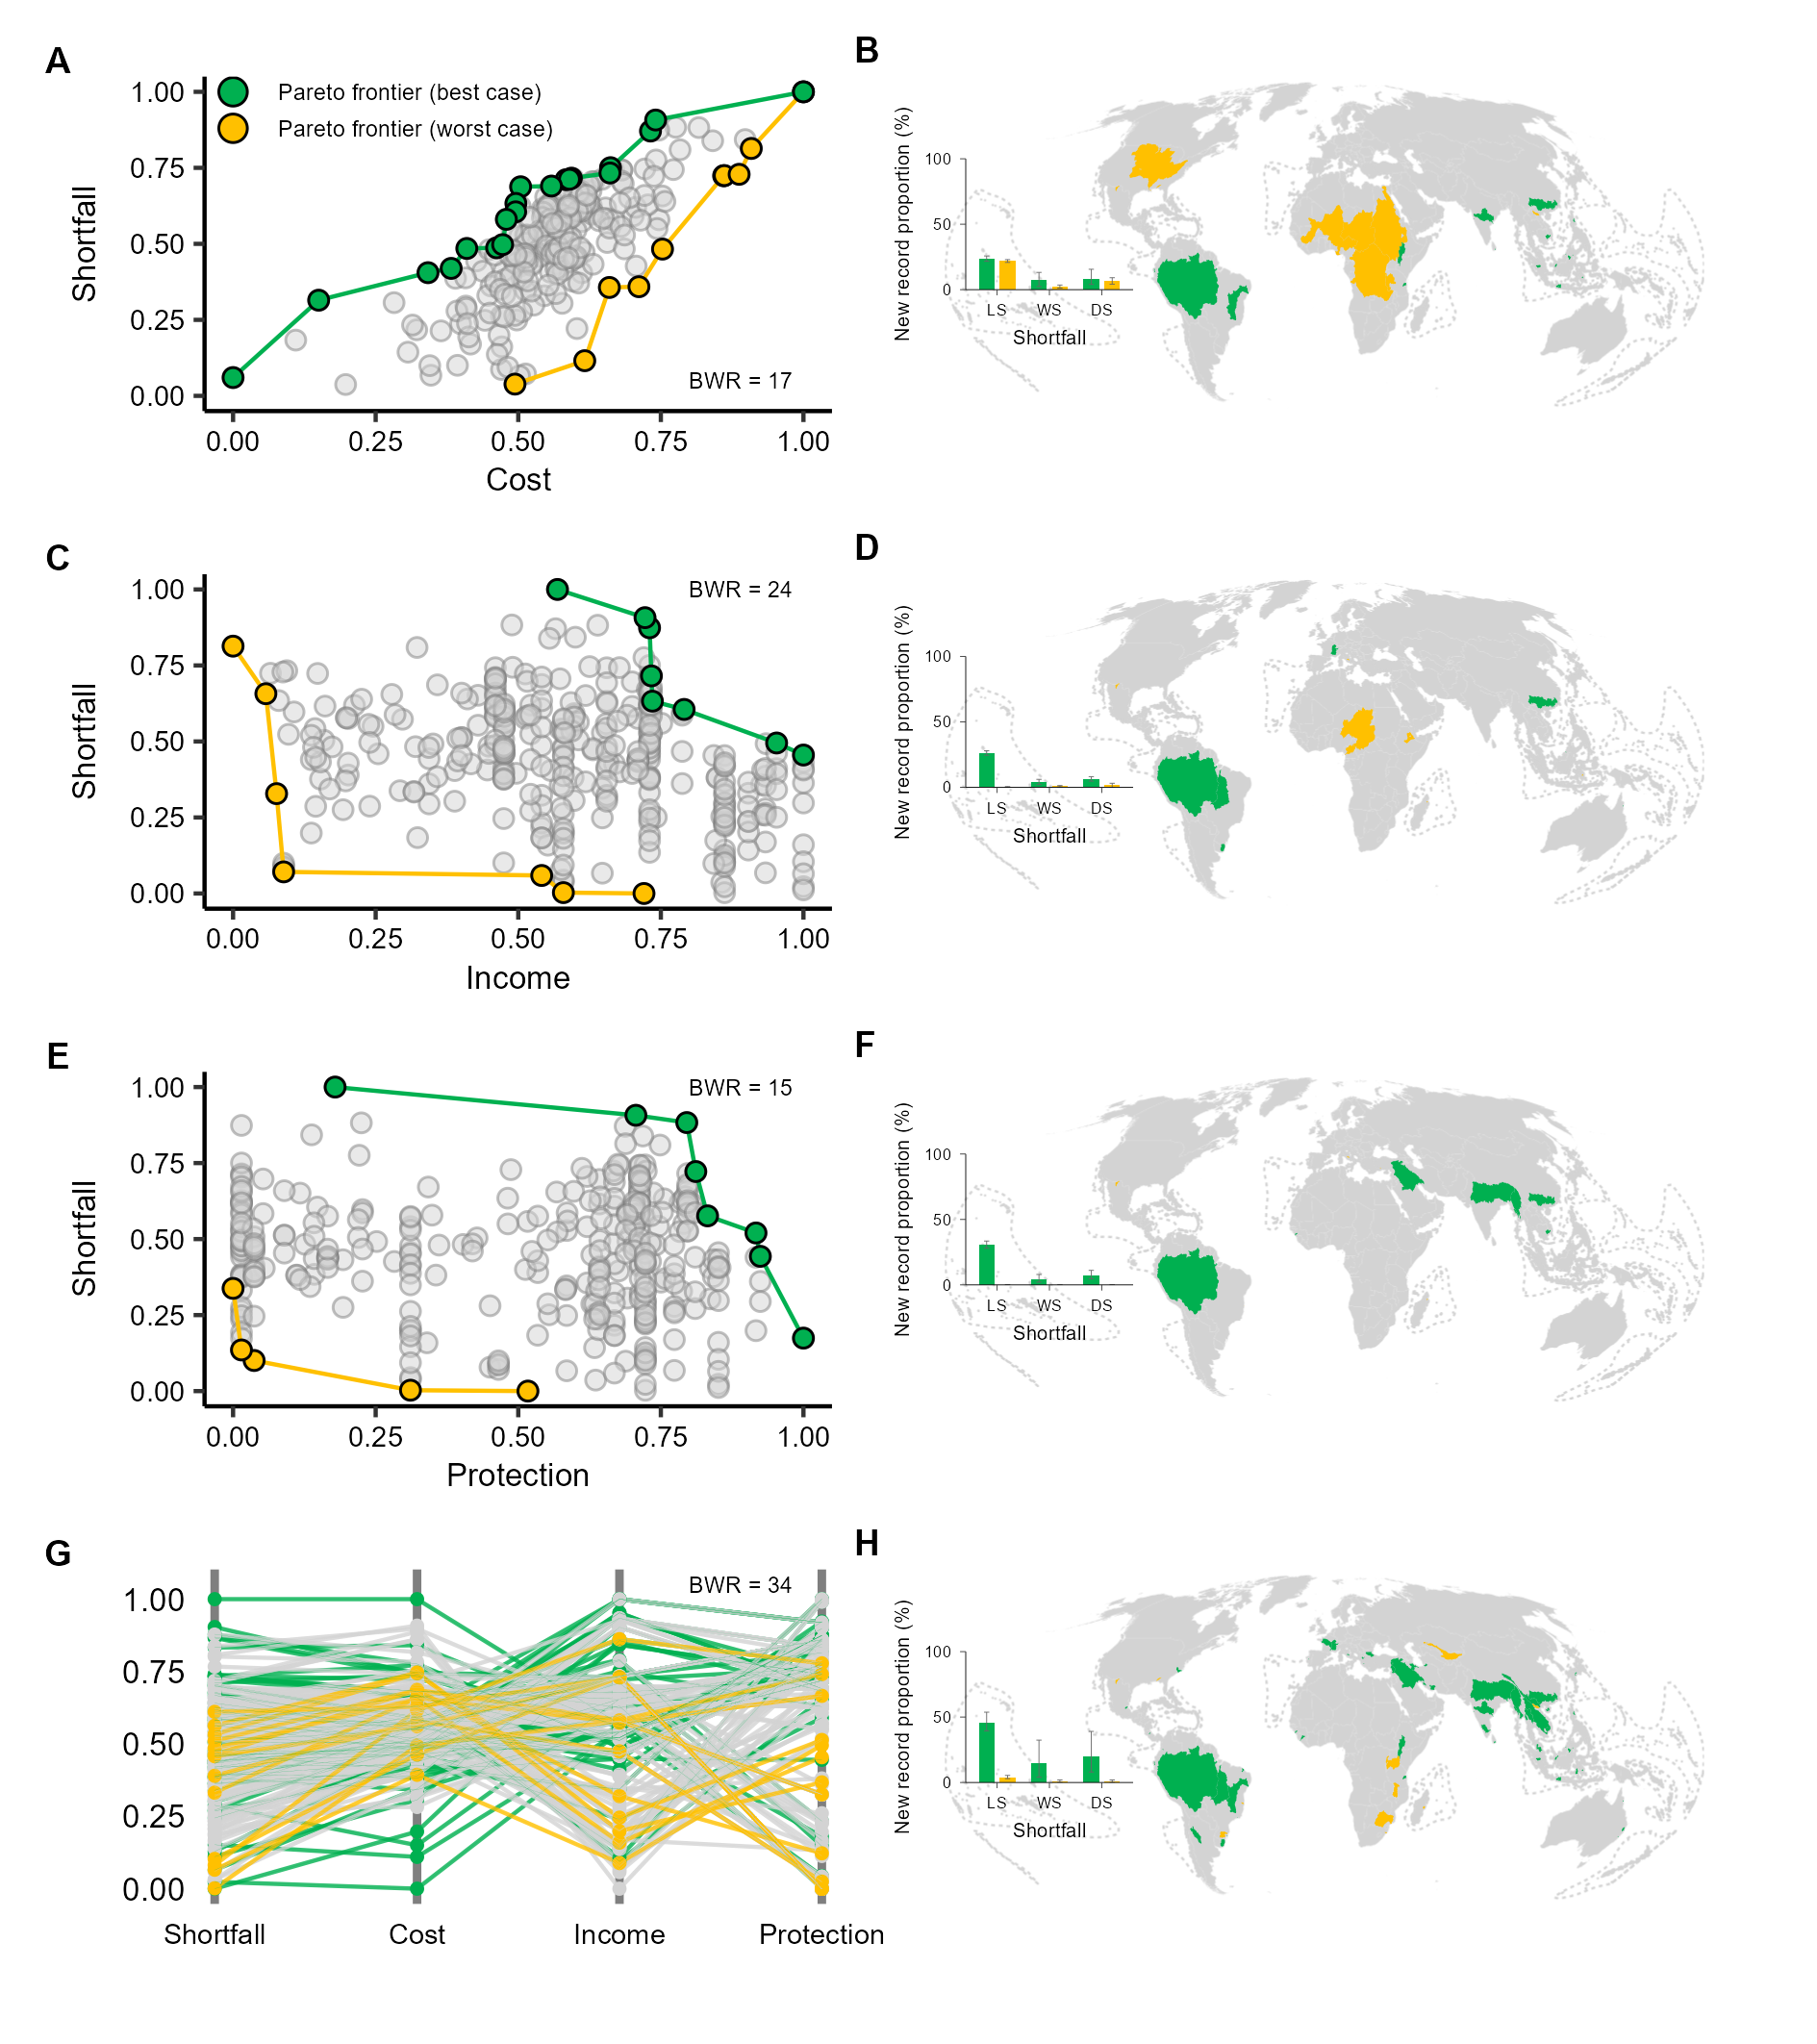 A
1.00
0.75
0.50
0.25
0.00
Shortfall
Pareto frontier (best case)
Pareto frontier (worst case)
BWR = 17
0.00 0.25 0.50 0.75 1.00
Cost
B
New record proportion (%)
100
50
0
LS WS DS
Shortfall
C
1.00
0.75
0.50
0.25
0.00
Shortfall
BWR = 24
0.00 0.25 0.50 0.75 1.00
Income
D
New record proportion (%)
100
50
0
LS WS DS
Shortfall
E
1.00
0.75
0.50
0.25
0.00
Shortfall
BWR = 15
0.00 0.25 0.50 0.75 1.00
Protection
F
New record proportion (%)
100
50
0
LS WS DS
Shortfall
G
1.00
0.75
0.50
0.25
0.00
BWR = 34
Shortfall Cost Income Protection
H
New record proportion (%)
100
50
0
LS WS DS
Shortfall